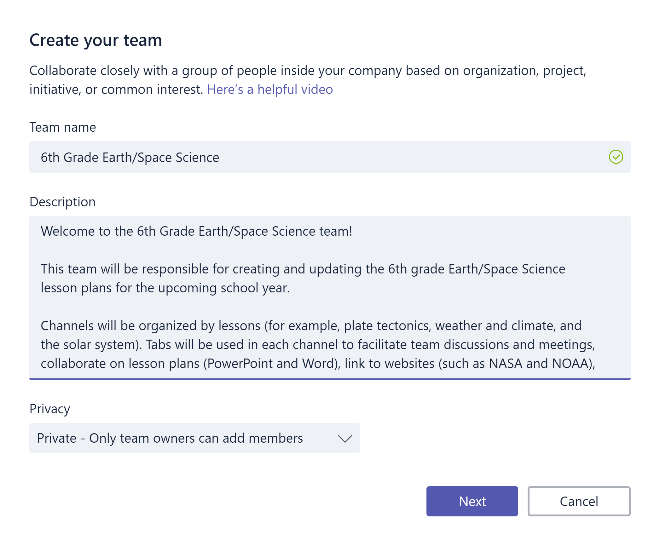 Create your team
Collaborate closely with a group of people inside your company based on organization, project,
initiative, or common interest. Here's a helpful video
Team name
6th Grade Earth/Space Science
Description
Welcome to the 6th Grade Earth/Space Science team!
This team will be responsible for creating and updating the 6th grade Earth/Space Science
lesson plans for the upcoming school year.
Channels will be organized by lessons (for example, plate tectonics, weather and climate, and
the solar system). Tabs will be used in each channel to facilitate team discussions and meetings,
collaborate on lesson plans (PowerPoint and Word), link to websites (such as NASA and NOAA),
Privacy
Private - Only team owners can add members
Next Cancel